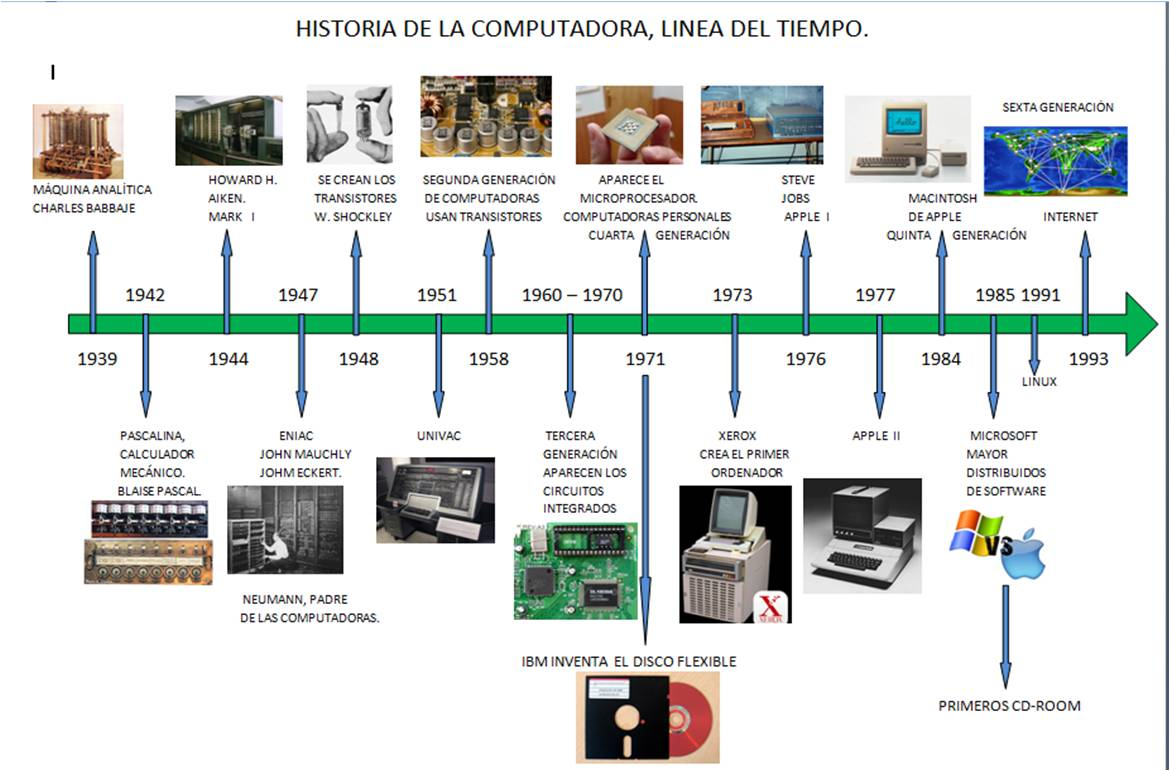 HISTORIA DE LA COMPUTADORA, LINEA DEL TIEMPO.
I
MÁQUINA ANALÍTICA
CHARLES BABBAJE
HOWARD H.
AIKEN.
MARK I
SE CREAN LOS
TRANSISTORES
W. SHOCKLEY
SEGUNDA GENERACIÓN
DE COMPUTADORAS
USAN TRANSISTORES
APARECE EL
MICROPROCESADOR.
COMPUTADORAS PERSONALES
CUARTA GENERACIÓN
STEVE
JOBS
APPLE I
hello
MACINTOSH
DE APPLE
QUINTA GENERACIÓN
SEXTA GENERACIÓN
INTERNET
1942 1947 1951 1960 – 1970 1973 1977 1985 1991
1939 1944 1948 1958 1971 1976 1984 1993
LINUX
PASCALINA,
CALCULADOR
MECÁNICO.
BLAISE PASCAL.
ENIAC
JOHN MAUCHLY
JOHM ECKERT.
NEUMANN, PADRE
DE LAS COMPUTADORAS.
UNIVAC
TERCERA
GENERACIÓN
APARECEN LOS
CIRCUITOS
INTEGRADOS
IBM INVENTA EL DISCO FLEXIBLE
XEROX
CREA EL PRIMER
ORDENADOR
X
XEROX
APPLE II
MICROSOFT
MAYOR
DISTRIBUIDOS
DE SOFTWARE
VS
PRIMEROS CD-ROOM